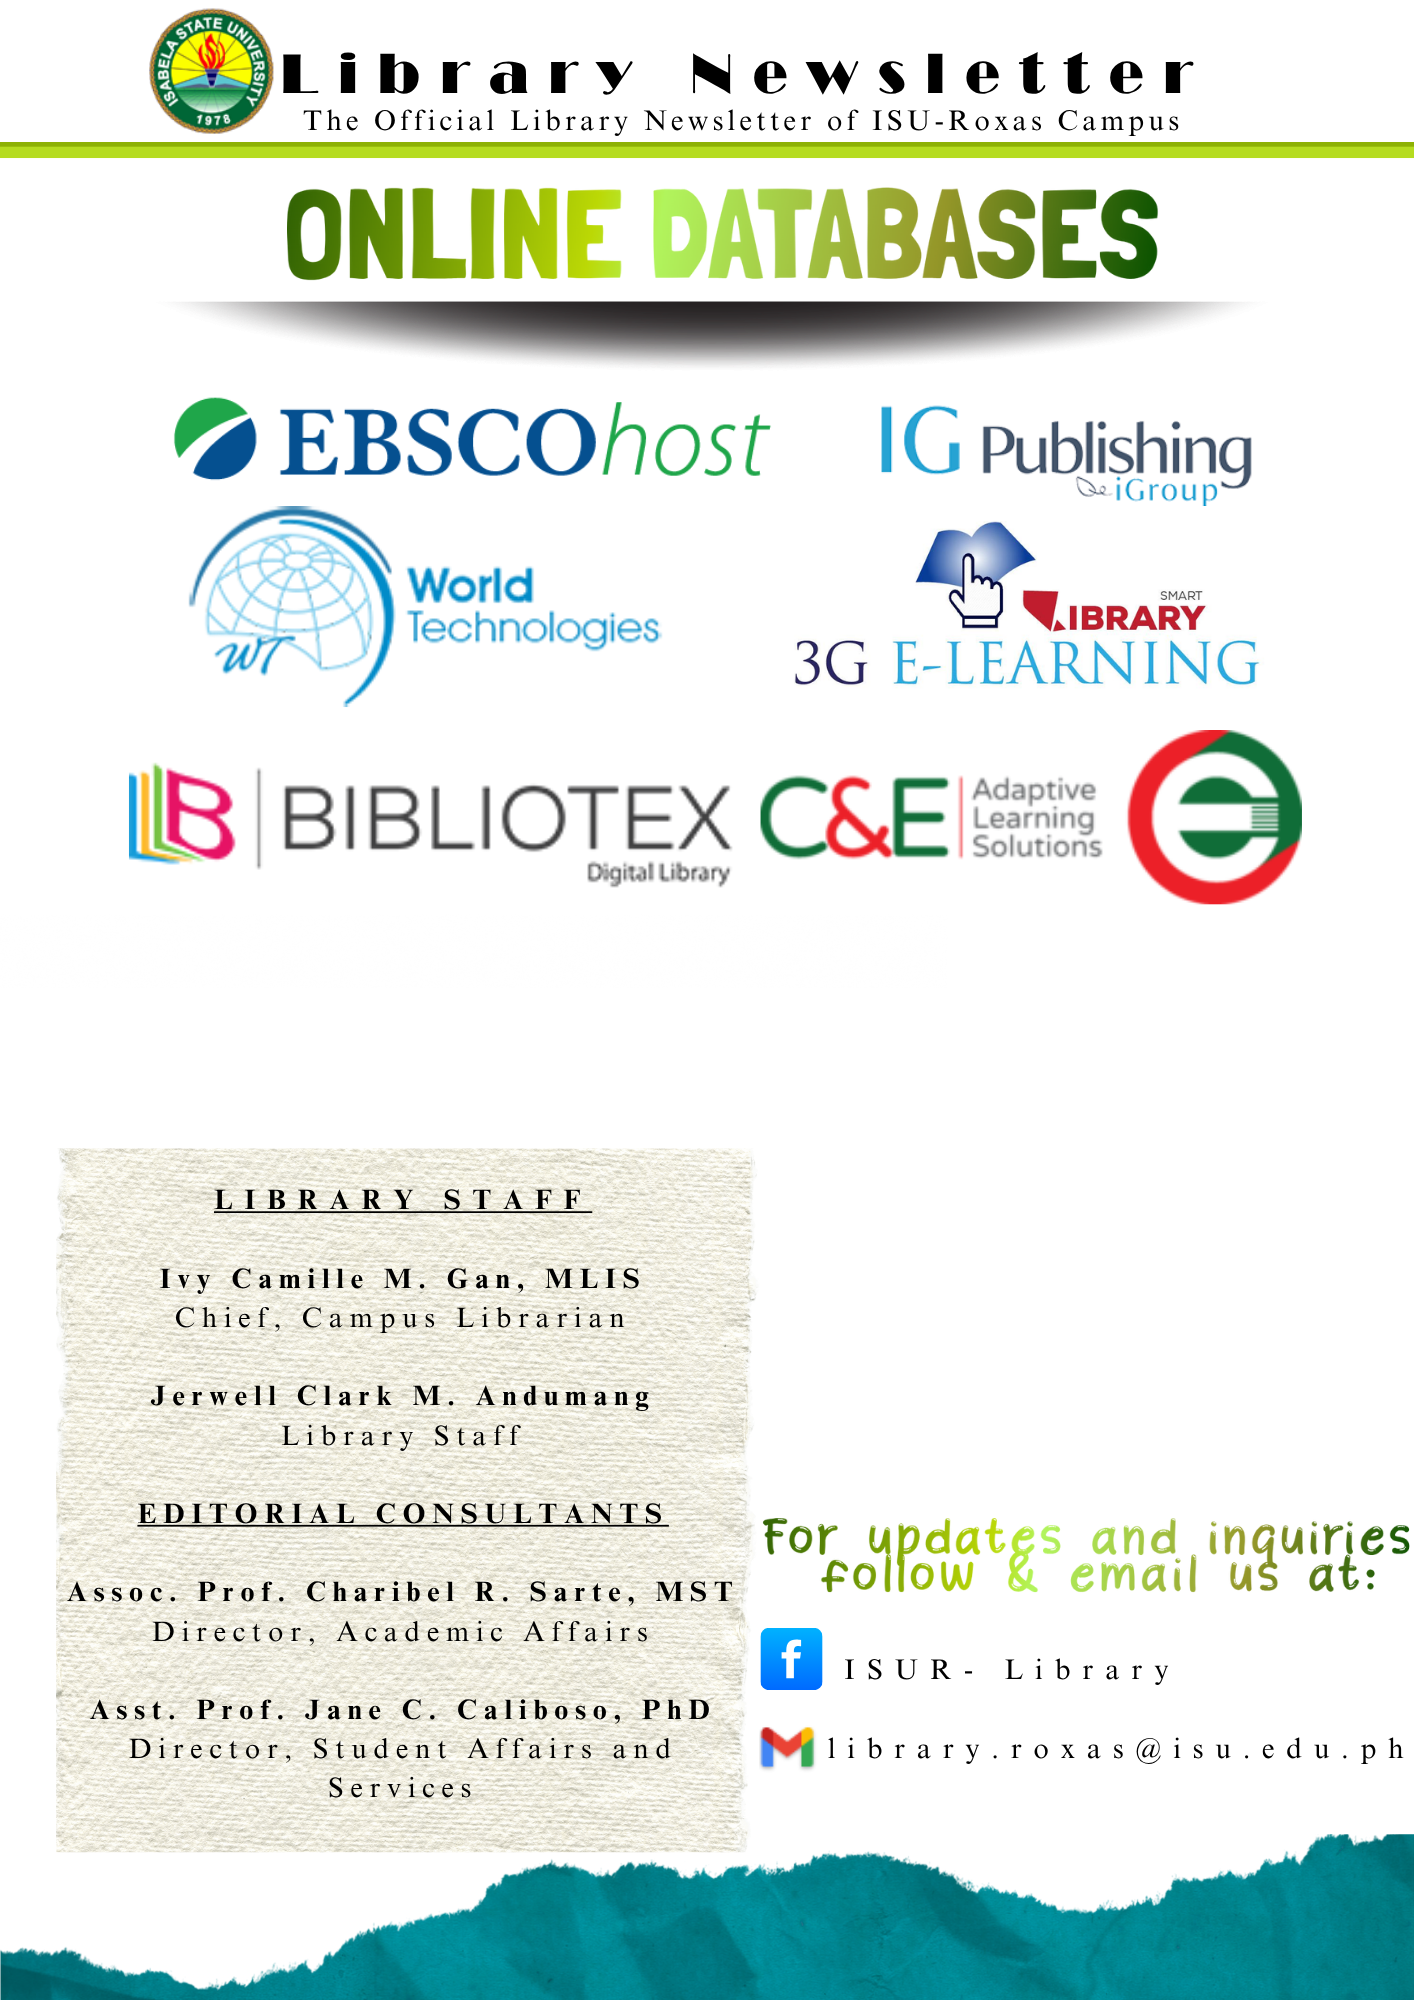 ISABELA STATE UNIVERSITY
1978
Library Newsletter
The Official Library Newsletter of ISU-Roxas Campus
ONLINE DATABASES
EBSCOhost
IG Publishing
iGroup
WT
World
Technologies
SMART
LIBRARY
3G E-LEARNING
B
BIBLIOTEX
Digital Library
C&E
Adaptive
Learning
Solutions
LIBRARY STAFF
Ivy Camille M. Gan, MLIS
Chief, Campus Librarian
Jerwell Clark M. Andumang
Library Staff
EDITORIAL CONSULTANTS
Assoc. Prof. Charibel R. Sarte, MST
Director, Academic Affairs
Asst. Prof. Jane C. Caliboso, PhD
Director, Student Affairs and
Services
For updates and inquiries
follow & email us at:
f
ISUR- Library
library.roxas@isu.edu.ph